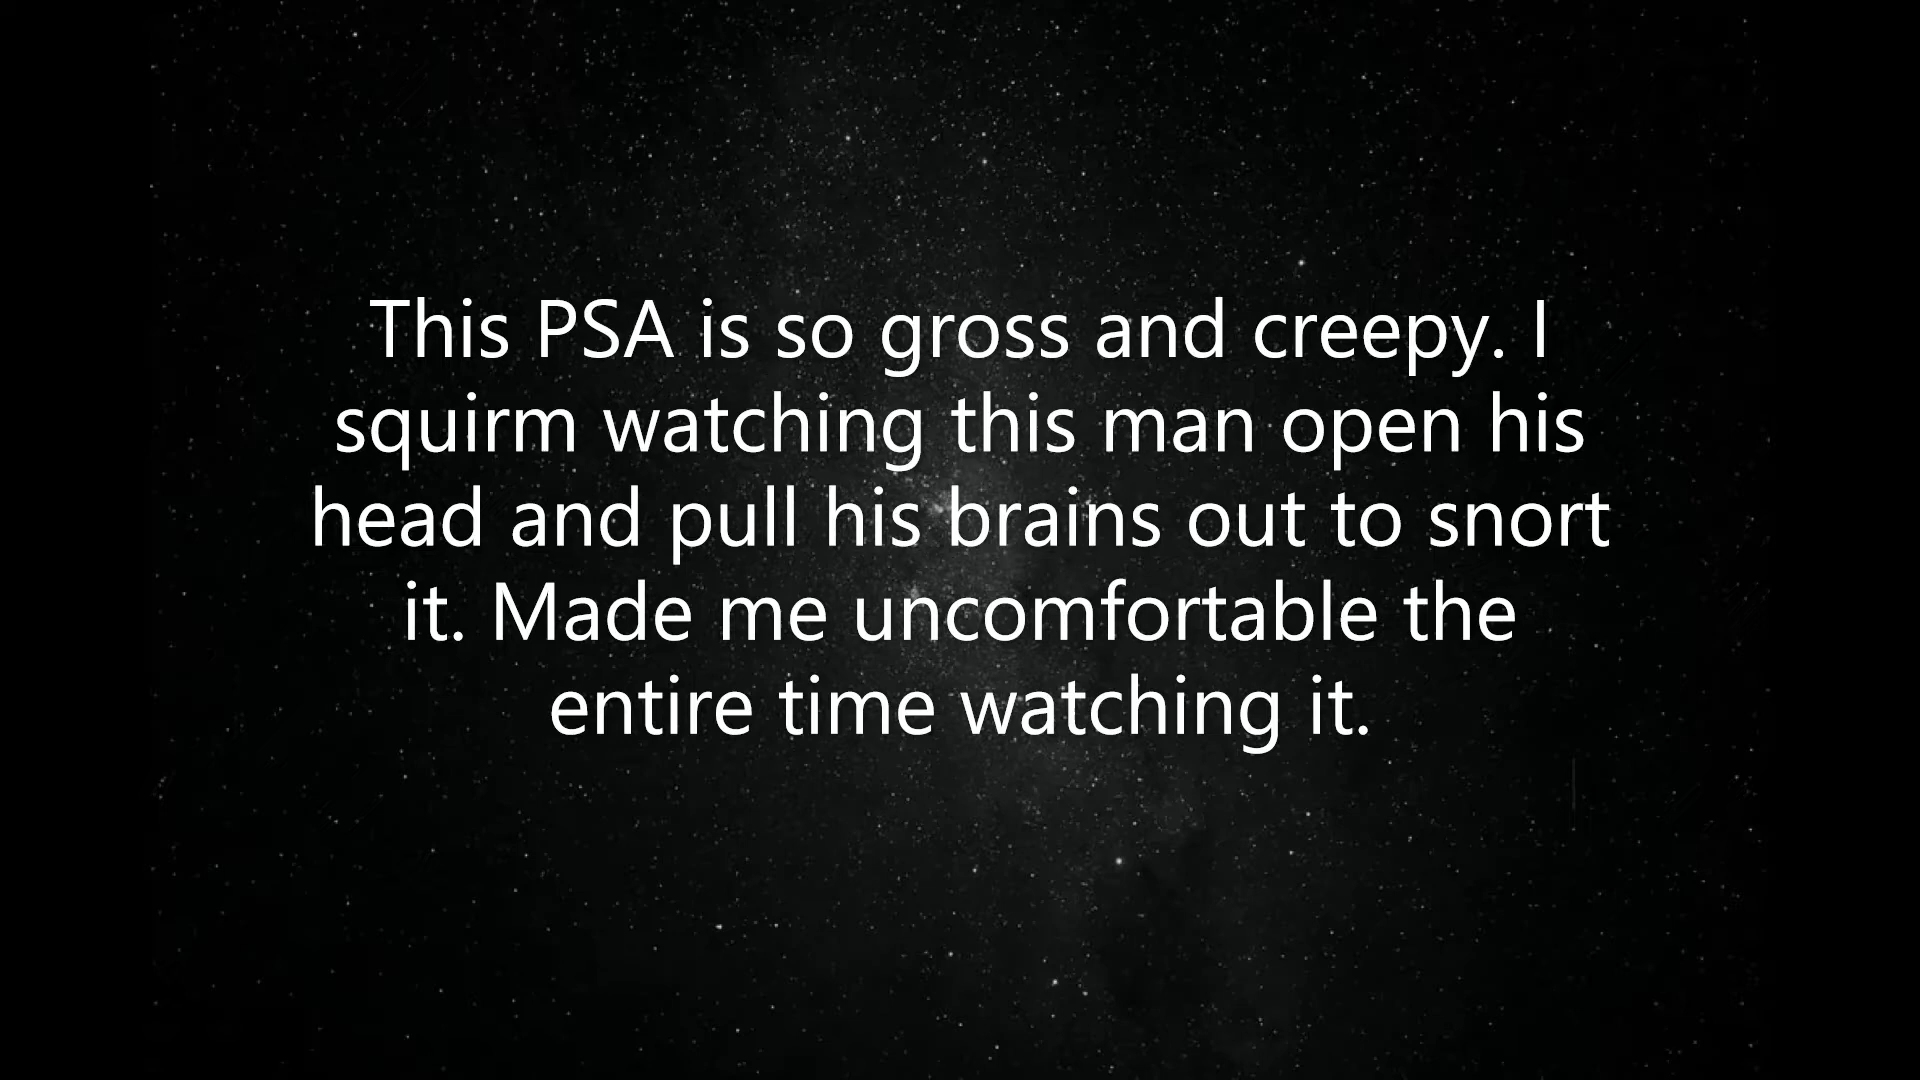 This PSA is so gross and creepy. I
squirm watching this man open his
head and pull his brains out to snort
it. Made me uncomfortable the
entire time watching it.